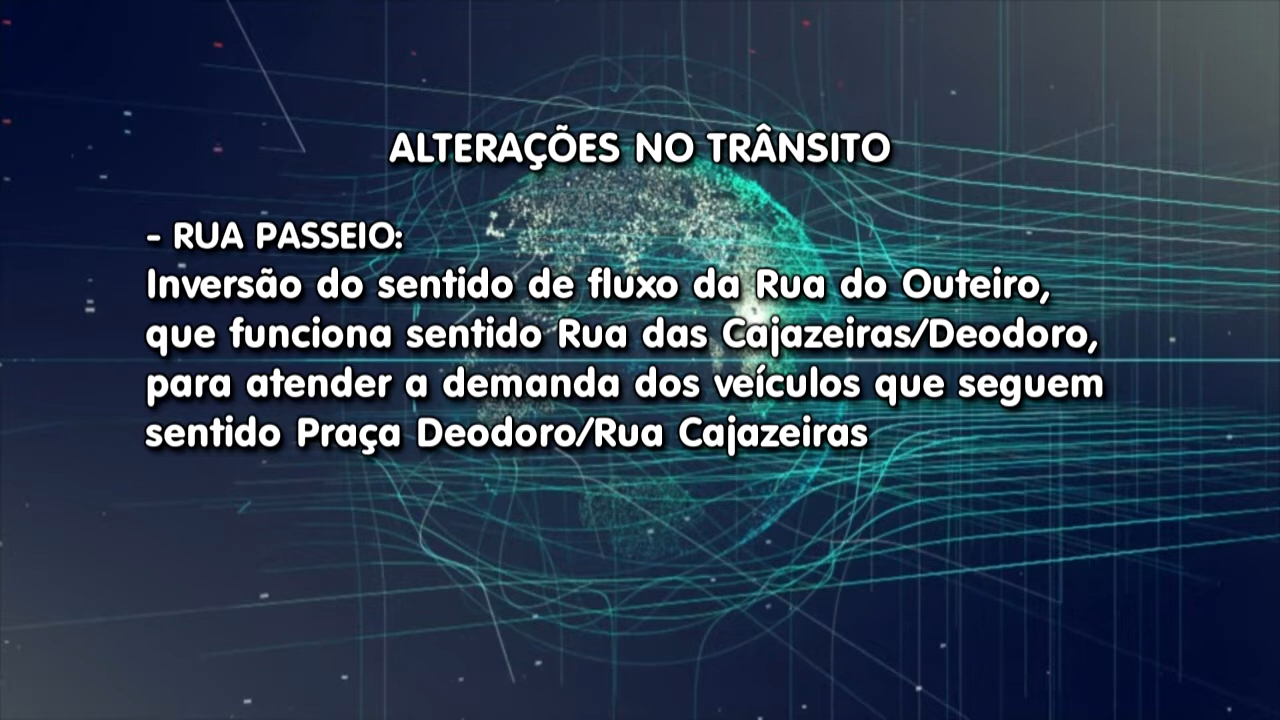 ALTERAÇÕES NO TRÂNSITO
- RUA PASSEIO:
Inversão do sentido de fluxo da Rua do Outeiro,
que funciona sentido Rua das Cajazeiras/Deodoro,
para atender a demanda dos veículos que seguem
sentido Praça Deodoro/Rua Cajazeiras